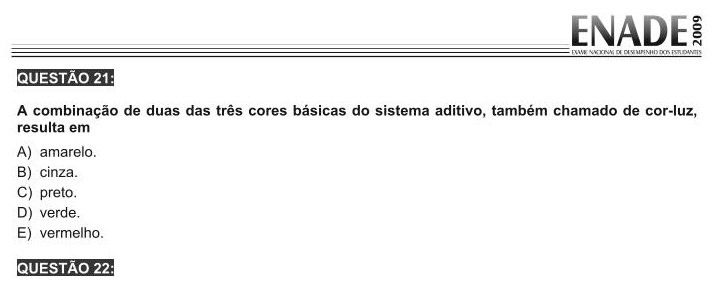 ENADE 2009
EXAME NACIONAL DE DESEMPENHO DOS ESTUDANTES
QUESTÃO 21:
A combinação de duas das três cores básicas do sistema aditivo, também chamado de cor-luz,
resulta em
A) amarelo.
B) cinza.
C) preto.
D) verde.
E) vermelho.
QUESTÃO 22: